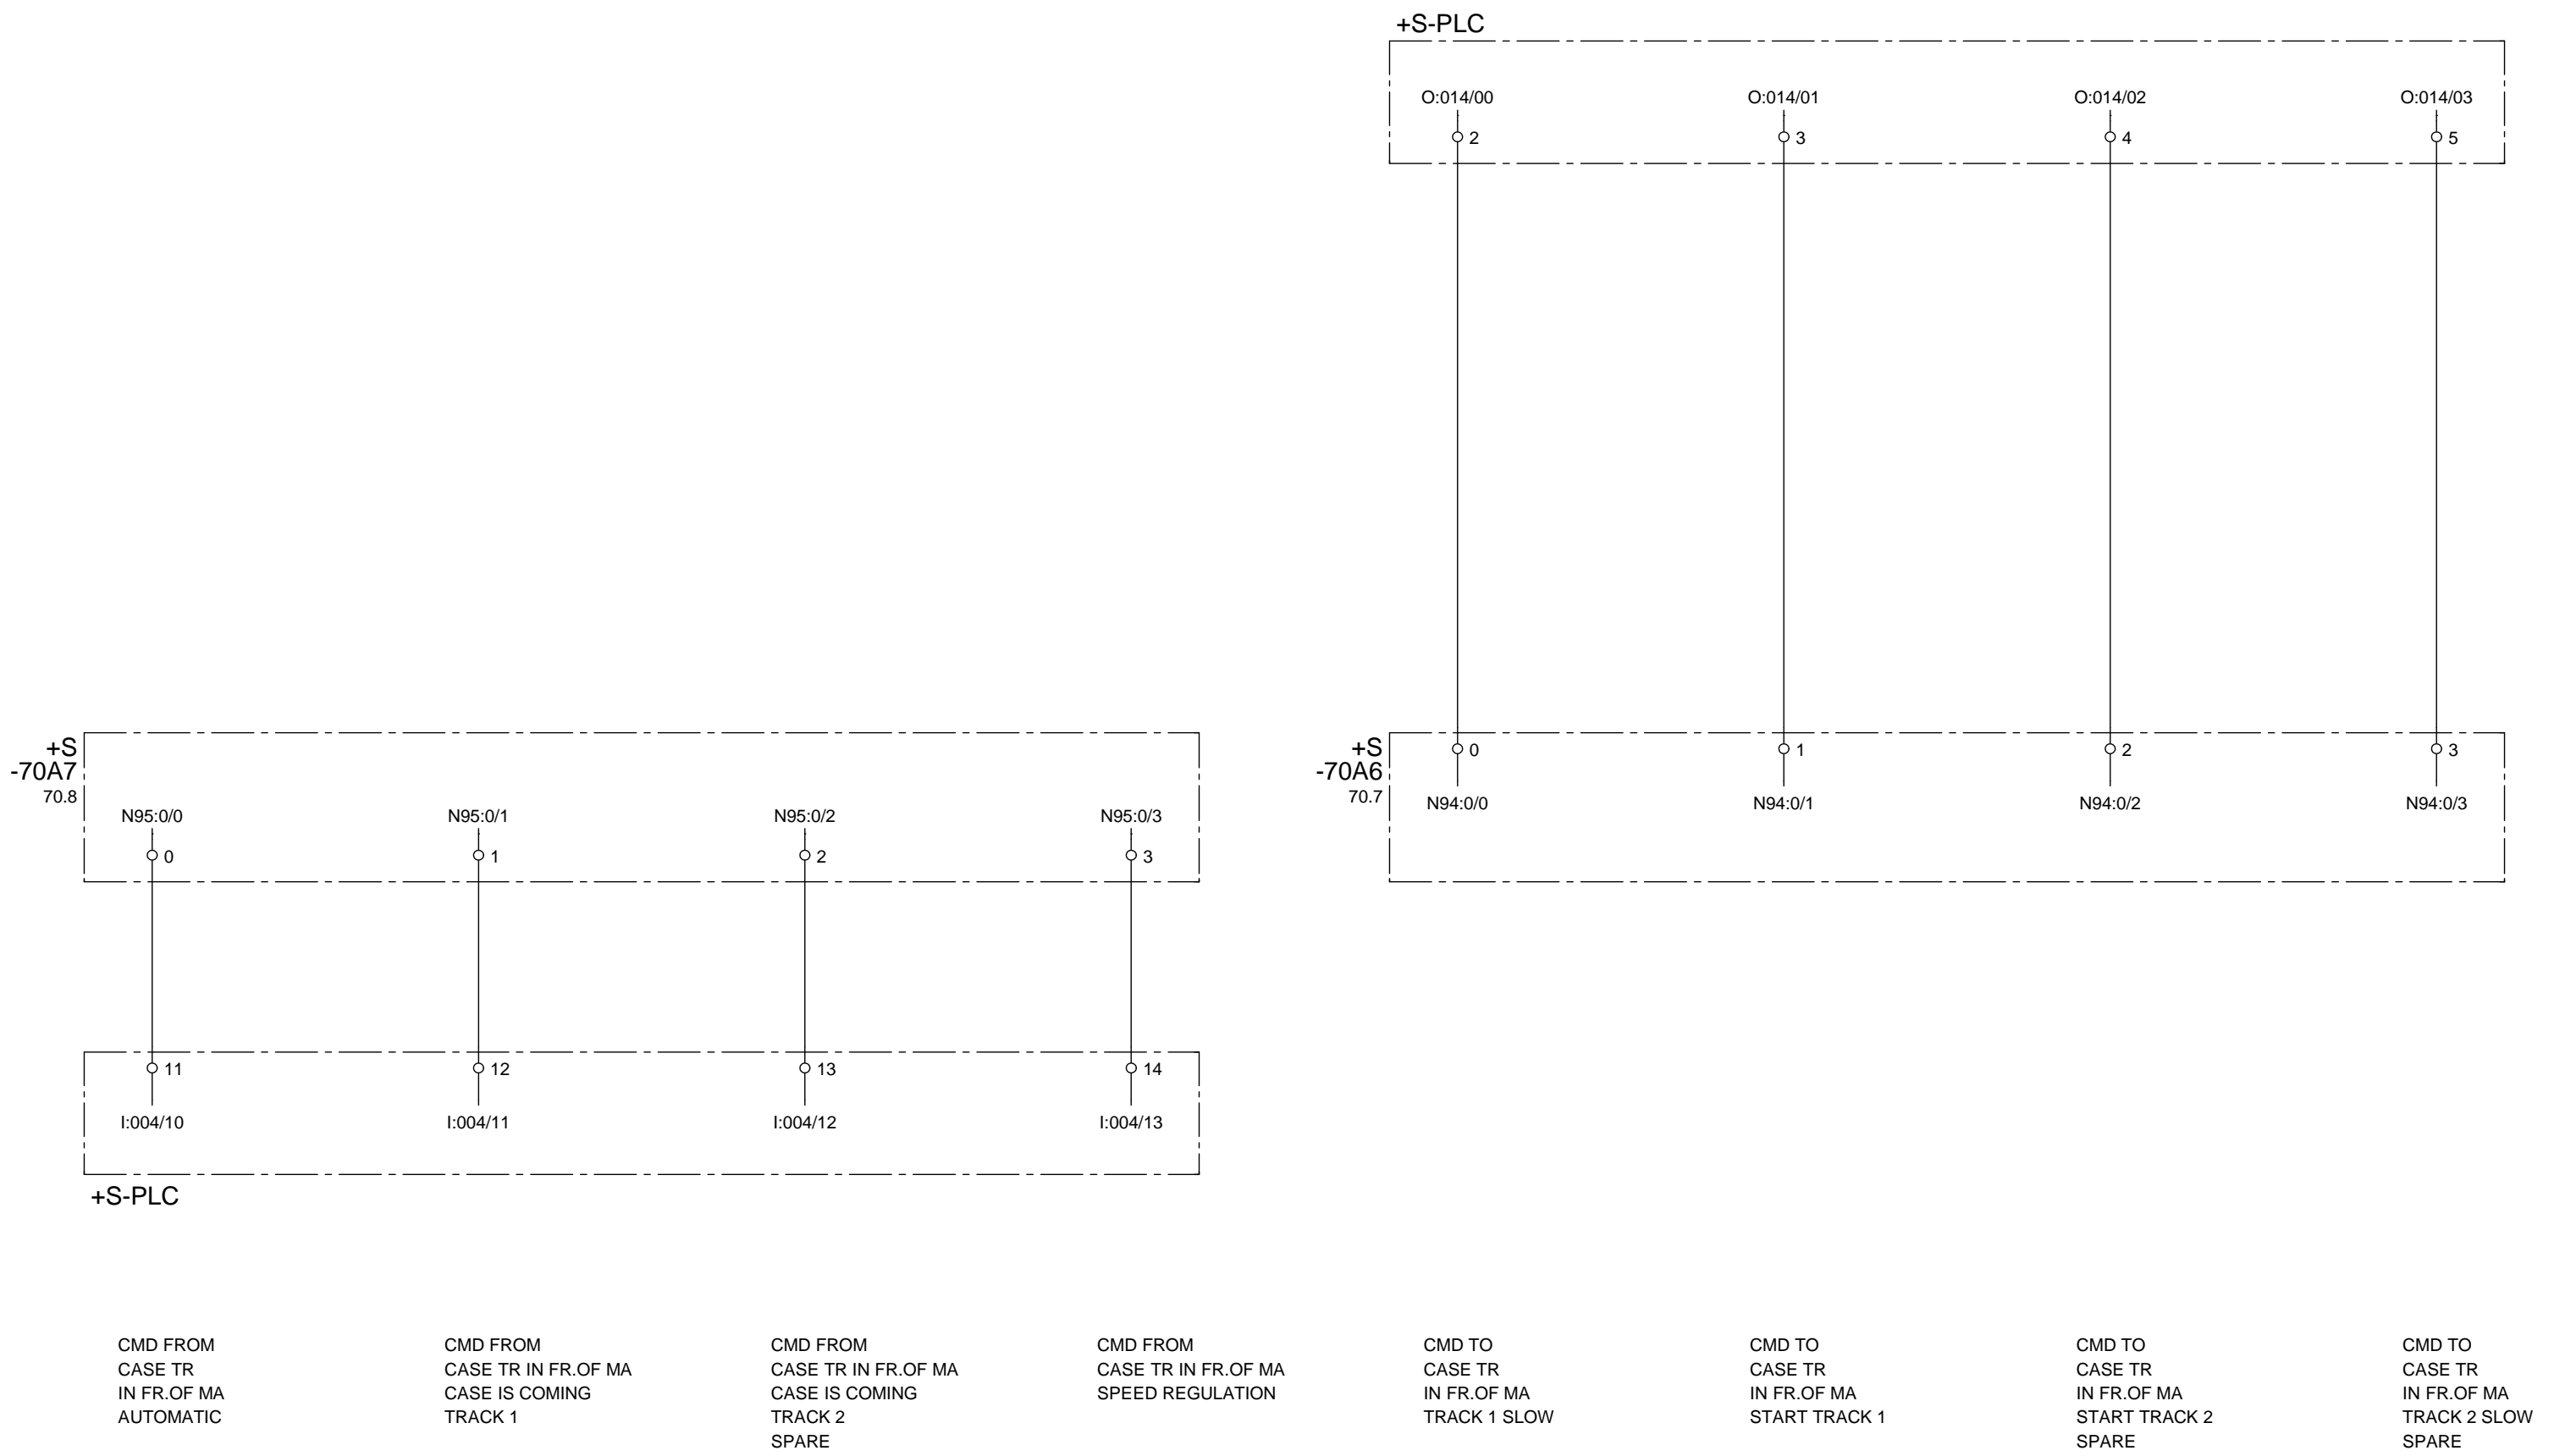 +S-PLC
O:014/00
O:014/01
O:014/02
O:014/03
2
3
4
5
+S
-70A7
70.8
N95:0/0
N95:0/1
N95:0/2
N95:0/3
0
1
2
3
+S
-70A6
70.7
0
1
2
3
N94:0/0
N94:0/1
N94:0/2
N94:0/3
11
12
13
14
I:004/10
I:004/11
I:004/12
I:004/13
+S-PLC
CMD FROM
CASE TR
IN FR.OF MA
AUTOMATIC
CMD FROM
CASE TR IN FR.OF MA
CASE IS COMING
TRACK 1
CMD FROM
CASE TR IN FR.OF MA
CASE IS COMING
TRACK 2
SPARE
CMD FROM
CASE TR IN FR.OF MA
SPEED REGULATION
CMD TO
CASE TR
IN FR.OF MA
TRACK 1 SLOW
CMD TO
CASE TR
IN FR.OF MA
START TRACK 1
CMD TO
CASE TR
IN FR.OF MA
START TRACK 2
SPARE
CMD TO
CASE TR
IN FR.OF MA
TRACK 2 SLOW
SPARE